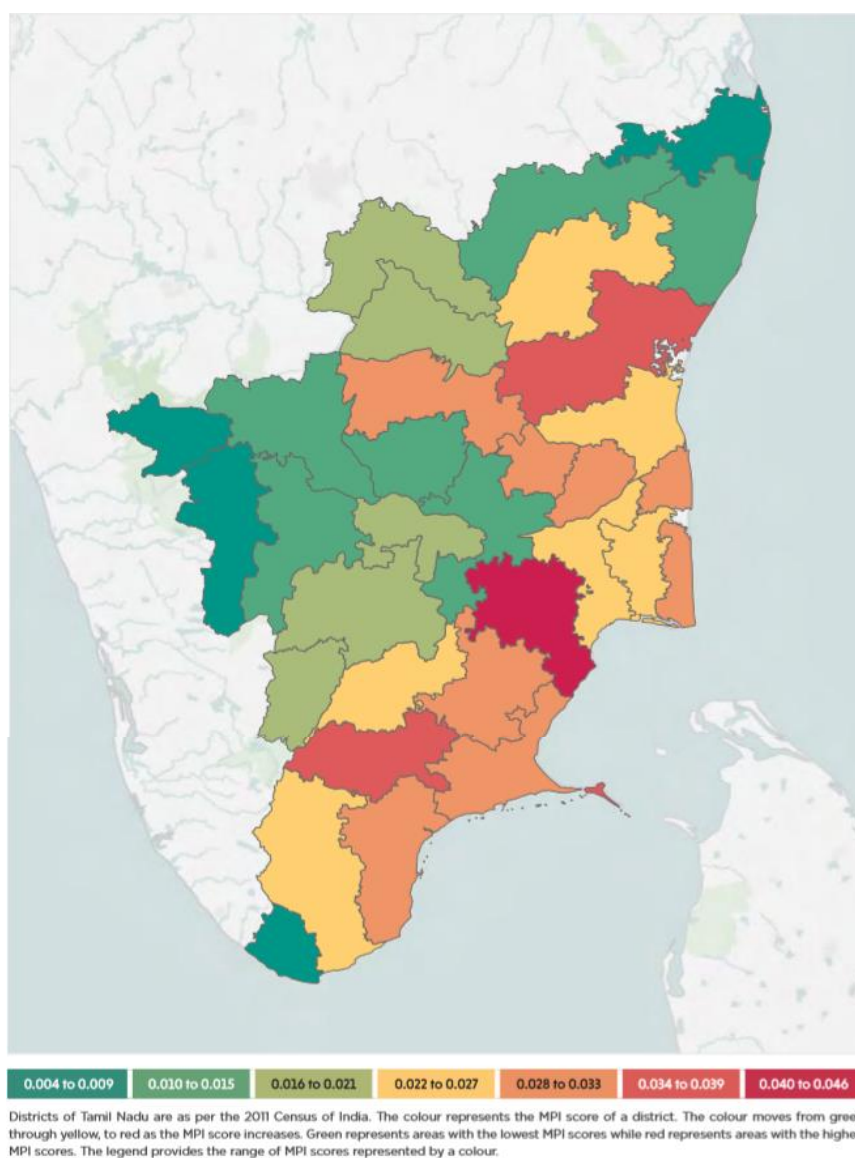 0.004 to 0.009
0.010 to 0.015
0.016 to 0.021
0.022 to 0.027
0.028 to 0.033
0.034 to 0.039
0.040 to 0.046
Districts of Tamil Nadu are as per the 2011 Census of India. The colour represents the MPI score of a district. The colour moves from gree
through yellow, to red as the MPI score increases. Green represents areas with the lowest MPI scores while red represents areas with the highe
MPI scores. The legend provides the range of MPI scores represented by a colour.